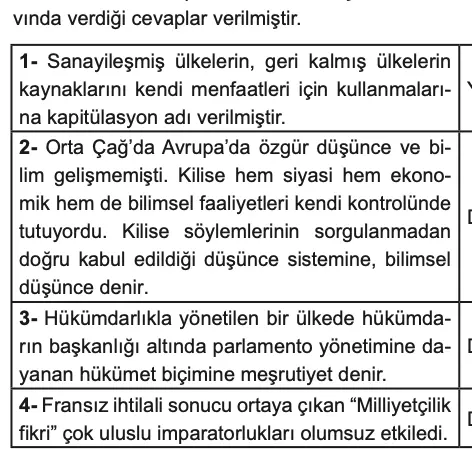 vında verdiği cevaplar verilmiştir.
1- Sanayileşmiş ülkelerin, geri kalmış ülkelerin
kaynaklarını kendi menfaatleri için kullanmaları-
na kapitülasyon adı verilmiştir.
2- Orta Çağ’da Avrupa’da özgür düşünce ve bi-
lim gelişmemişti. Kilise hem siyasi hem ekono-
mik hem de bilimsel faaliyetleri kendi kontrolünde
tutuyordu. Kilise söylemlerinin sorgulanmadan
doğru kabul edildiği düşünce sistemine, bilimsel
düşünce denir.
3- Hükümdarlıkla yönetilen bir ülkede hükümda-
rın başkanlığı altında parlamento yönetimine da-
yanan hükümet biçimine meşrutiyet denir.
4- Fransız ihtilali sonucu ortaya çıkan “Milliyetçilik
fikri” çok uluslu imparatorlukları olumsuz etkiledi.